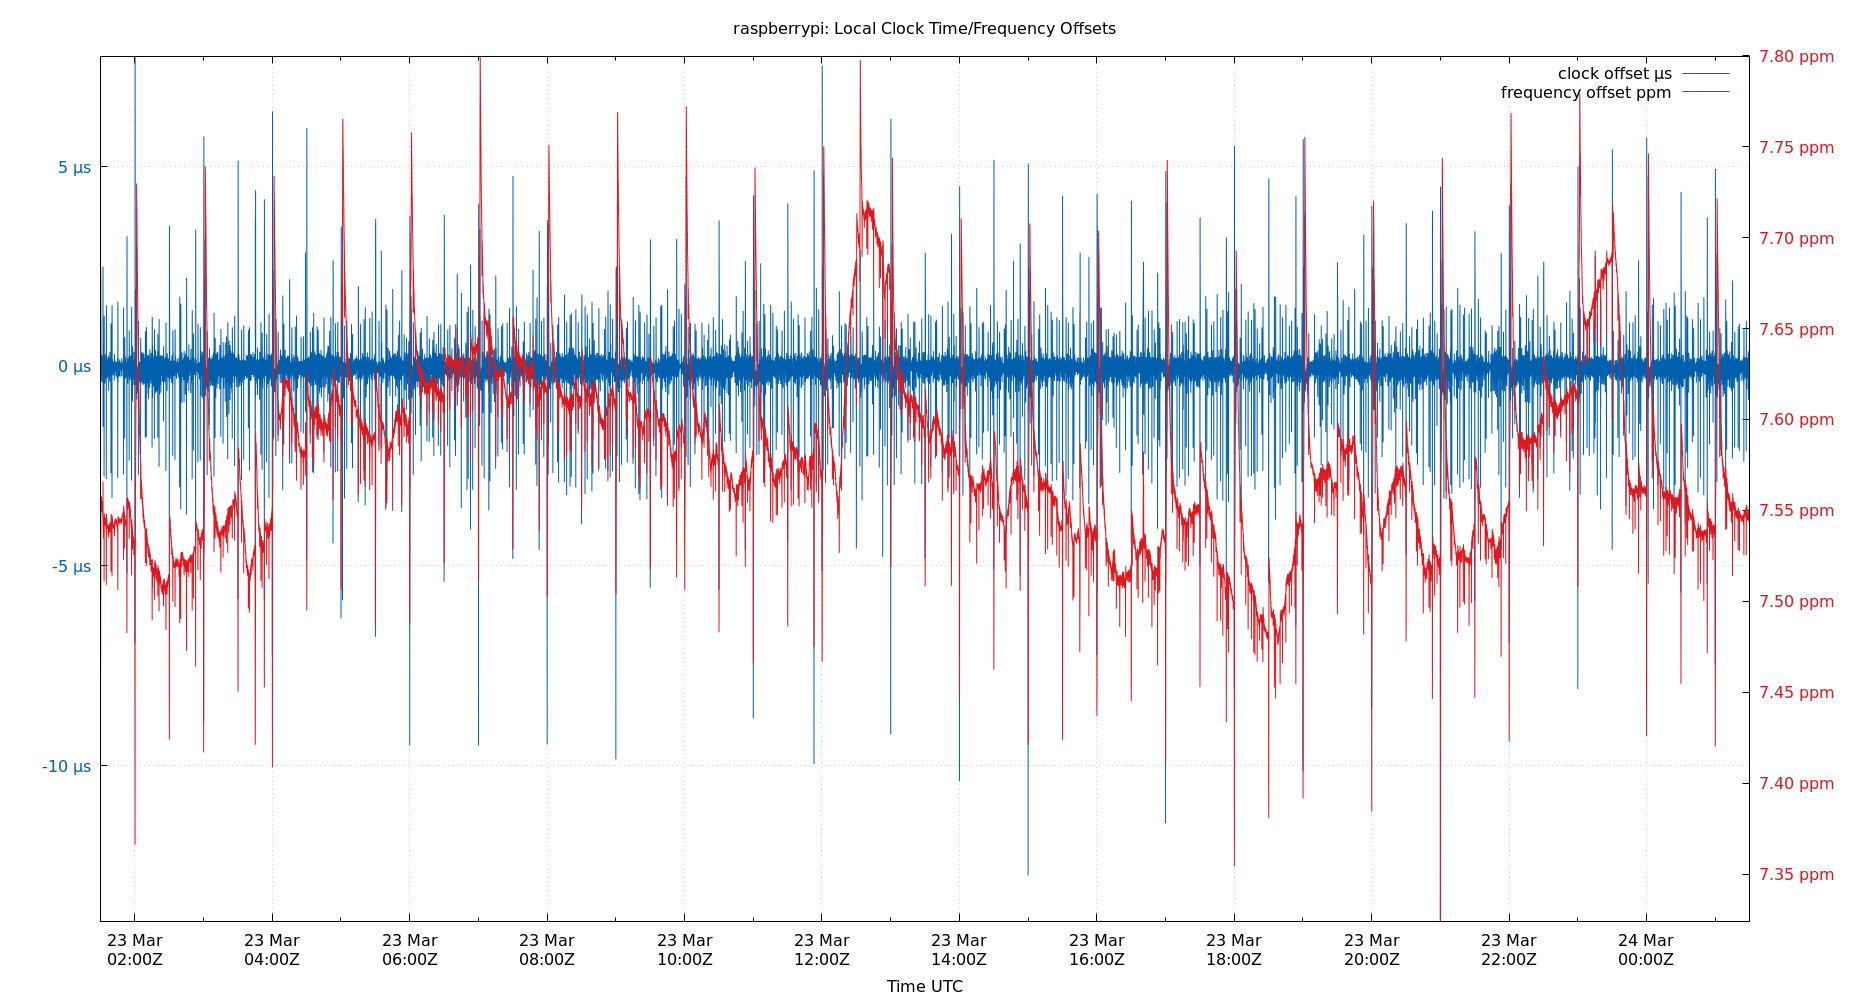 raspberrypi: Local Clock Time/Frequency Offsets
clock offset µs
frequency offset ppm
5 µs
0 µs
-5 µs
-10 µs
7.80 ppm
7.75 ppm
7.70 ppm
7.65 ppm
7.60 ppm
7.55 ppm
7.50 ppm
7.45 ppm
7.40 ppm
7.35 ppm
23 Mar 23 Mar 23 Mar 23 Mar 23 Mar 23 Mar 23 Mar 23 Mar 23 Mar 23 Mar 23 Mar 24 Mar
02:00Z 04:00Z 06:00Z 08:00Z 10:00Z 12:00Z 14:00Z 16:00Z 18:00Z 20:00Z 22:00Z 00:00Z
Time UTC